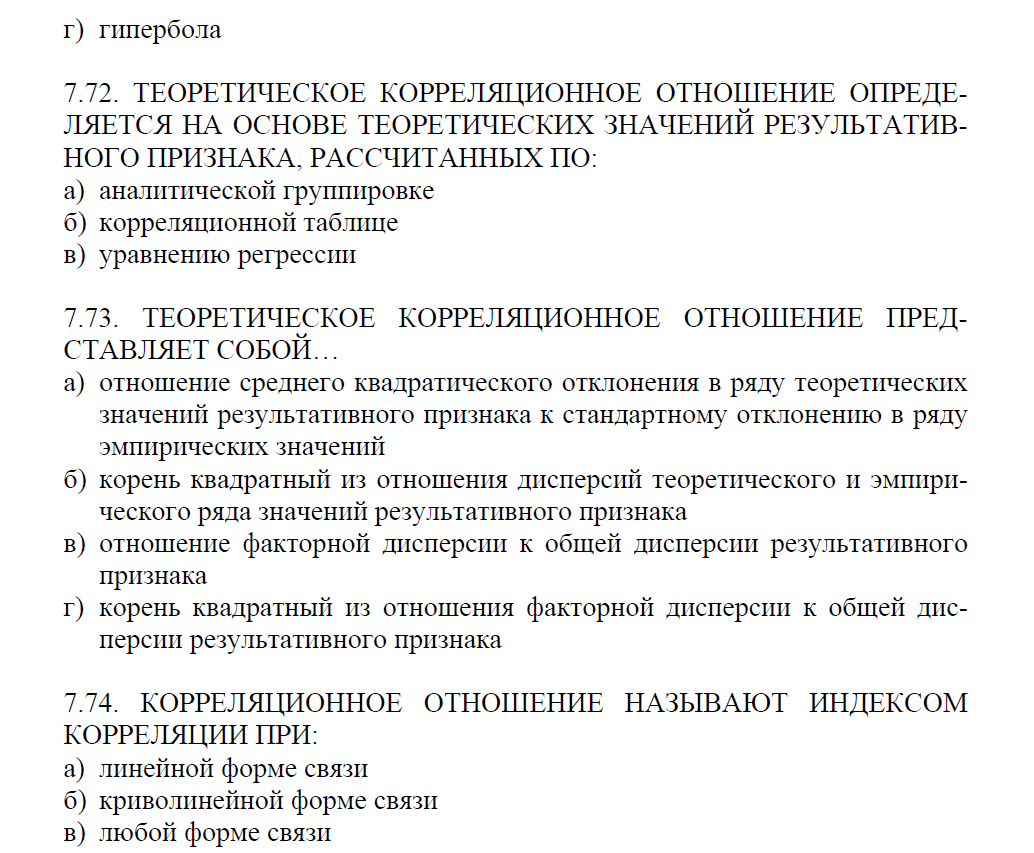 г) гипербола
7.72. ТЕОРЕТИЧЕСКОЕ КОРРЕЛЯЦИОННОЕ ОТНОШЕНИЕ ОПРЕДЕ-
ЛЯЕТСЯ НА ОСНОВЕ ТЕОРЕТИЧЕСКИХ ЗНАЧЕНИЙ РЕЗУЛЬТАТИВ-
НОГО ПРИЗНАКА, РАССЧИТАННЫХ ПО:
а) аналитической группировке
б) корреляционной таблице
в) уравнению регрессии
7.73. ТЕОРЕТИЧЕСКОЕ КОРРЕЛЯЦИОННОЕ ОТНОШЕНИЕ ПРЕД-
СТАВЛЯЕТ СОБОЙ…
а) отношение среднего квадратического отклонения в ряду теоретических
значений результативного признака к стандартному отклонению в ряду
эмпирических значений
б) корень квадратный из отношения дисперсий теоретического и эмпири-
ческого ряда значений результативного признака
в) отношение факторной дисперсии к общей дисперсии результативного
признака
г) корень квадратный из отношения факторной дисперсии к общей дис-
персии результативного признака
7.74. КОРРЕЛЯЦИОННОЕ ОТНОШЕНИЕ НАЗЫВАЮТ ИНДЕКСОМ
КОРРЕЛЯЦИИ ПРИ:
а) линейной форме связи
б) криволинейной форме связи
в) любой форме связи